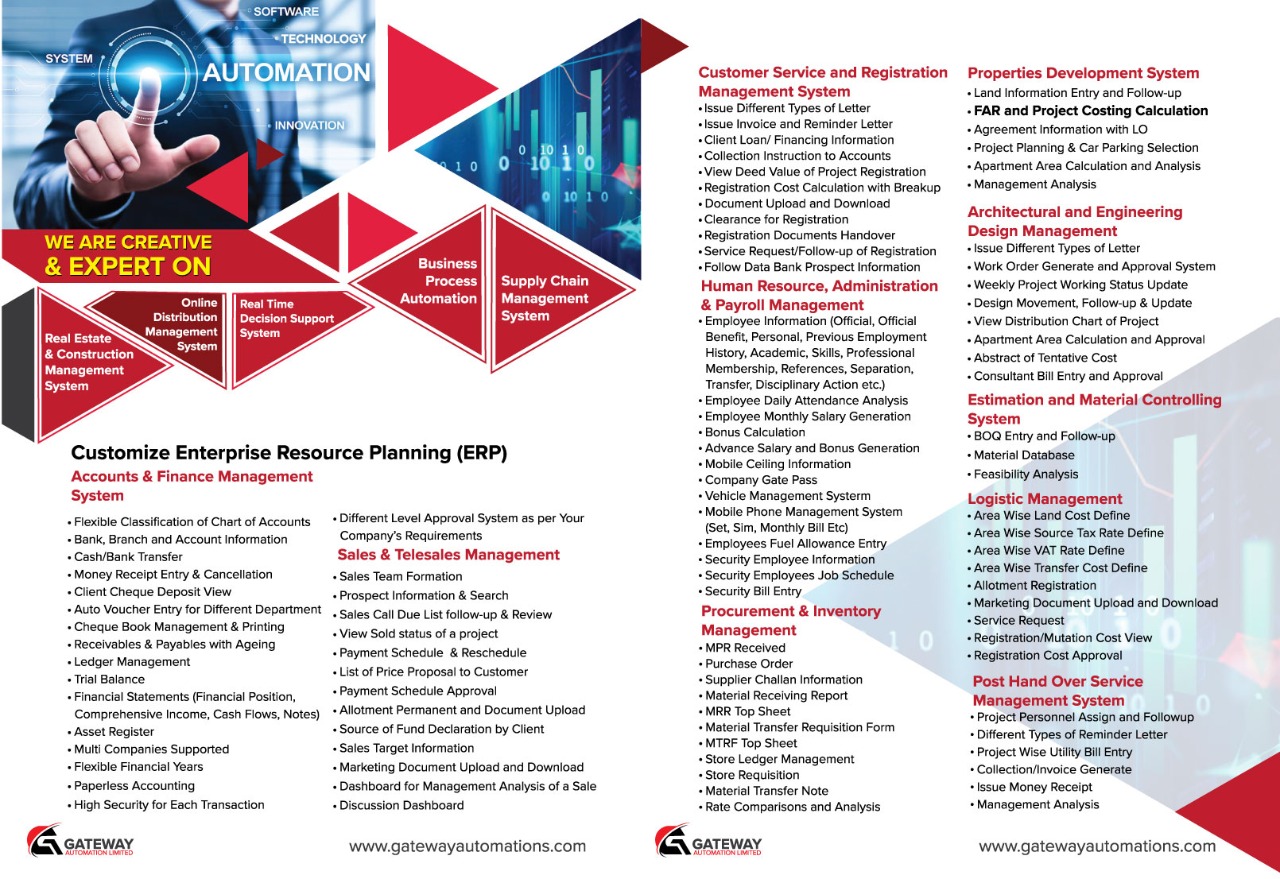 SOFTWARE
TECHNOLOGY
SYSTEM
AUTOMATION
INNOVATION
WE ARE CREATIVE
& EXPERT ON
Real Estate
& Construction
Management
System
Online
Distribution
Management
System
Real Time
Decision Support
System
Business
Process
Automation
Supply Chain
Management
System
Customize Enterprise Resource Planning (ERP)
Accounts & Finance Management
System
• Flexible Classification of Chart of Accounts
• Bank, Branch and Account Information
• Cash/Bank Transfer
• Money Receipt Entry & Cancellation
• Client Cheque Deposit View
• Auto Voucher Entry for Different Department
• Cheque Book Management & Printing
• Receivables & Payables with Ageing
• Ledger Management
• Trial Balance
• Financial Statements (Financial Position,
Comprehensive Income, Cash Flows, Notes)
• Asset Register
• Multi Companies Supported
• Flexible Financial Years
• Paperless Accounting
• High Security for Each Transaction
• Different Level Approval System as per Your
Company's Requirements
Sales & Telesales Management
• Sales Team Formation
• Prospect Information & Search
• Sales Call Due List follow-up & Review
• View Sold status of a project
• Payment Schedule & Reschedule
• List of Price Proposal to Customer
• Payment Schedule Approval
• Allotment Permanent and Document Upload
• Source of Fund Declaration by Client
• Sales Target Information
• Marketing Document Upload and Download
• Dashboard for Management Analysis of a Sale
• Discussion Dashboard
GATEWAY
AUTOMATION LIMITED
www.gatewayautomations.com
Customer Service and Registration
Management System
• Issue Different Types of Letter
• Issue Invoice and Reminder Letter
• Client Loan/ Financing Information
• Collection Instruction to Accounts
• View Deed Value of Project Registration
• Registration Cost Calculation with Breakup
• Document Upload and Download
• Clearance for Registration
• Registration Documents Handover
• Service Request/Follow-up of Registration
• Follow Data Bank Prospect Information
Human Resource, Administration
& Payroll Management
• Employee Information (Official, Official
Benefit, Personal, Previous Employment
History, Academic, Skills, Professional
Membership, References, Separation,
Transfer, Disciplinary Action etc.)
• Employee Daily Attendance Analysis
• Employee Monthly Salary Generation
• Bonus Calculation
• Advance Salary and Bonus Generation
• Mobile Ceiling Information
• Company Gate Pass
• Vehicle Management Systerm
• Mobile Phone Management System
(Set, Sim, Monthly Bill Etc)
• Employees Fuel Allowance Entry
• Security Employee Information
• Security Employees Job Schedule
• Security Bill Entry
Procurement & Inventory
Management
• MPR Received
• Purchase Order
• Supplier Challan Information
• Material Receiving Report
• MRR Top Sheet
• Material Transfer Requisition Form
• MTRF Top Sheet
• Store Ledger Management
• Store Requisition
• Material Transfer Note
• Rate Comparisons and Analysis
Properties Development System
• Land Information Entry and Follow-up
• FAR and Project Costing Calculation
• Agreement Information with LO
• Project Planning & Car Parking Selection
• Apartment Area Calculation and Analysis
• Management Analysis
Architectural and Engineering
Design Management
• Issue Different Types of Letter
• Work Order Generate and Approval System
• Weekly Project Working Status Update
• Design Movement, Follow-up & Update
• View Distribution Chart of Project
• Apartment Area Calculation and Approval
• Abstract of Tentative Cost
• Consultant Bill Entry and Approval
Estimation and Material Controlling
System
• BOQ Entry and Follow-up
• Material Database
• Feasibility Analysis
Logistic Management
• Area Wise Land Cost Define
• Area Wise Source Tax Rate Define
• Area Wise VAT Rate Define
• Area Wise Transfer Cost Define
• Allotment Registration
• Marketing Document Upload and Download
• Service Request
• Registration/Mutation Cost View
• Registration Cost Approval
Post Hand Over Service
Management System
• Project Personnel Assign and Followup
• Different Types of Reminder Letter
• Project Wise Utility Bill Entry
• Collection/Invoice Generate
• Issue Money Receipt
• Management Analysis
GATEWAY
AUTOMATION LIMITED
www.gatewayautomations.com